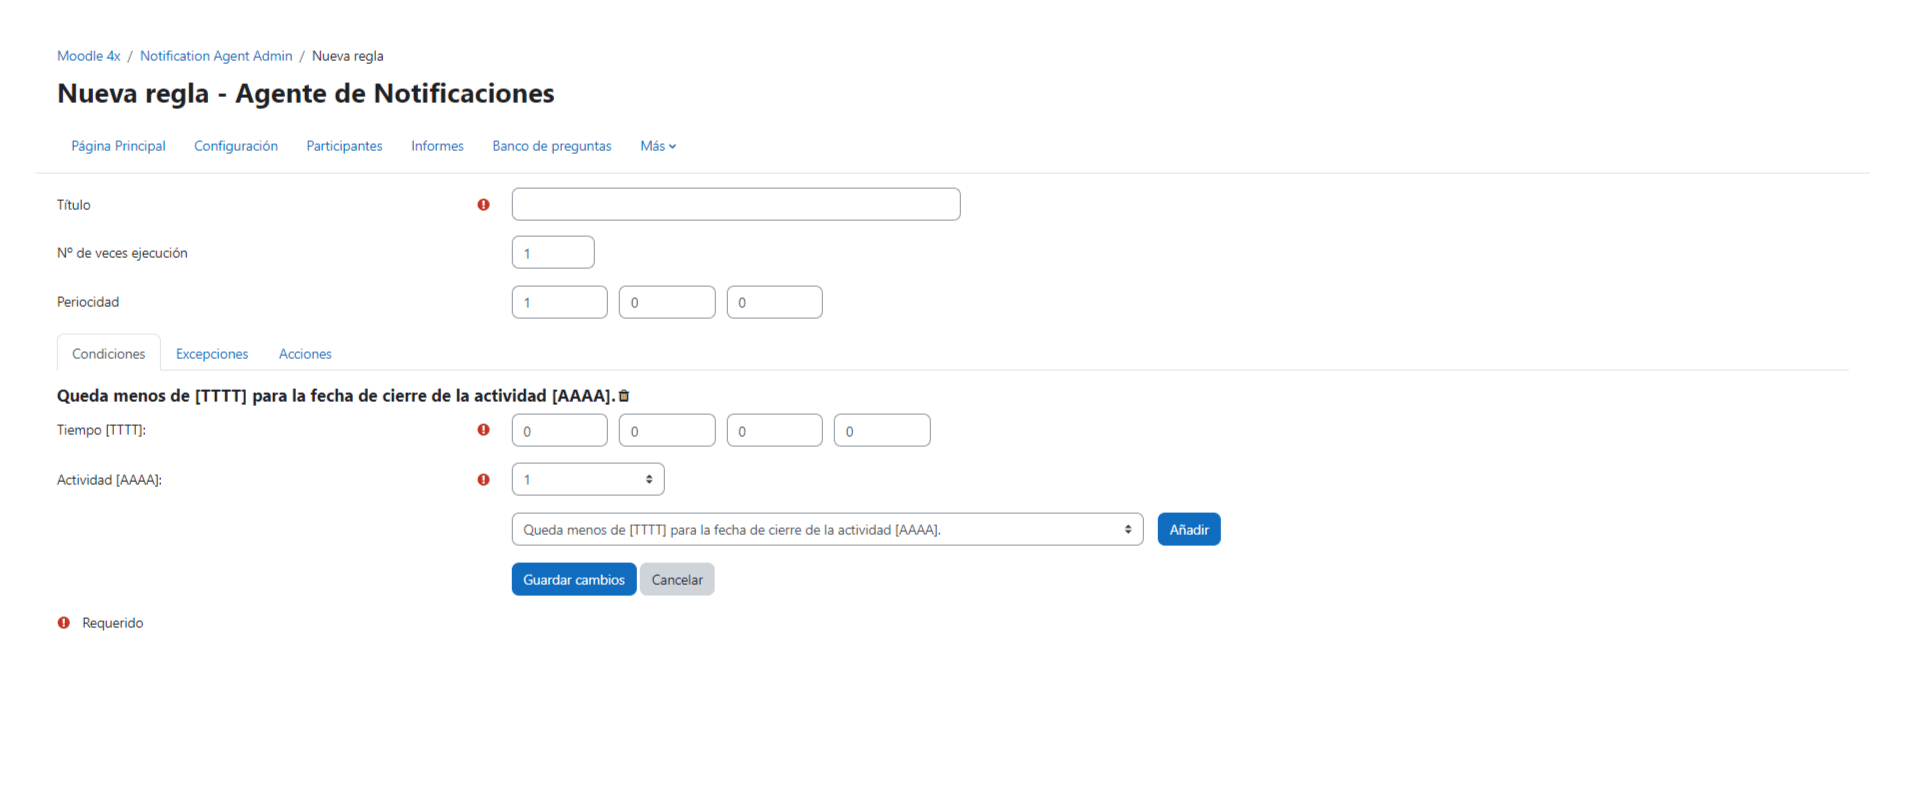 Moodle 4x / Notification Agent Admin / Nueva regla
Nueva regla - Agente de Notificaciones
Página Principal Configuración Participantes Informes Banco de preguntas Más
Título
Nº de veces ejecución 1
Periocidad 1 0 0
Condiciones Excepciones Acciones
Queda menos de [TTTT] para la fecha de cierre de la actividad [AAAA].
Tiempo [TTTT]: 0 0 0 0
Actividad [AAAA]: 1
Queda menos de [TTTT] para la fecha de cierre de la actividad [AAAA]. Añadir
Guardar cambios Cancelar
Requerido